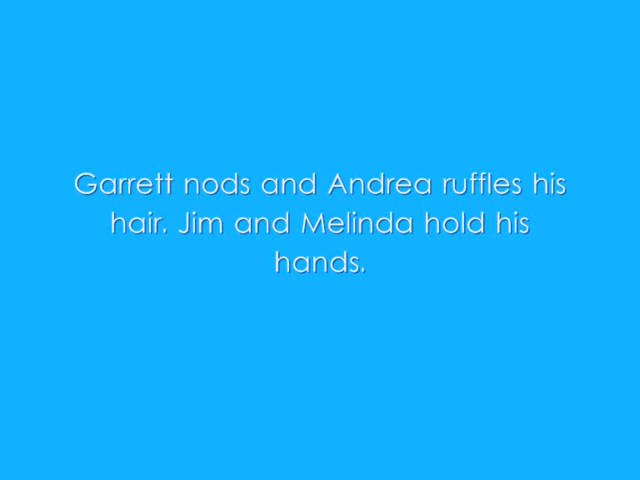 Garrett nods and Andrea ruffles his
hair. Jim and Melinda hold his
hands.